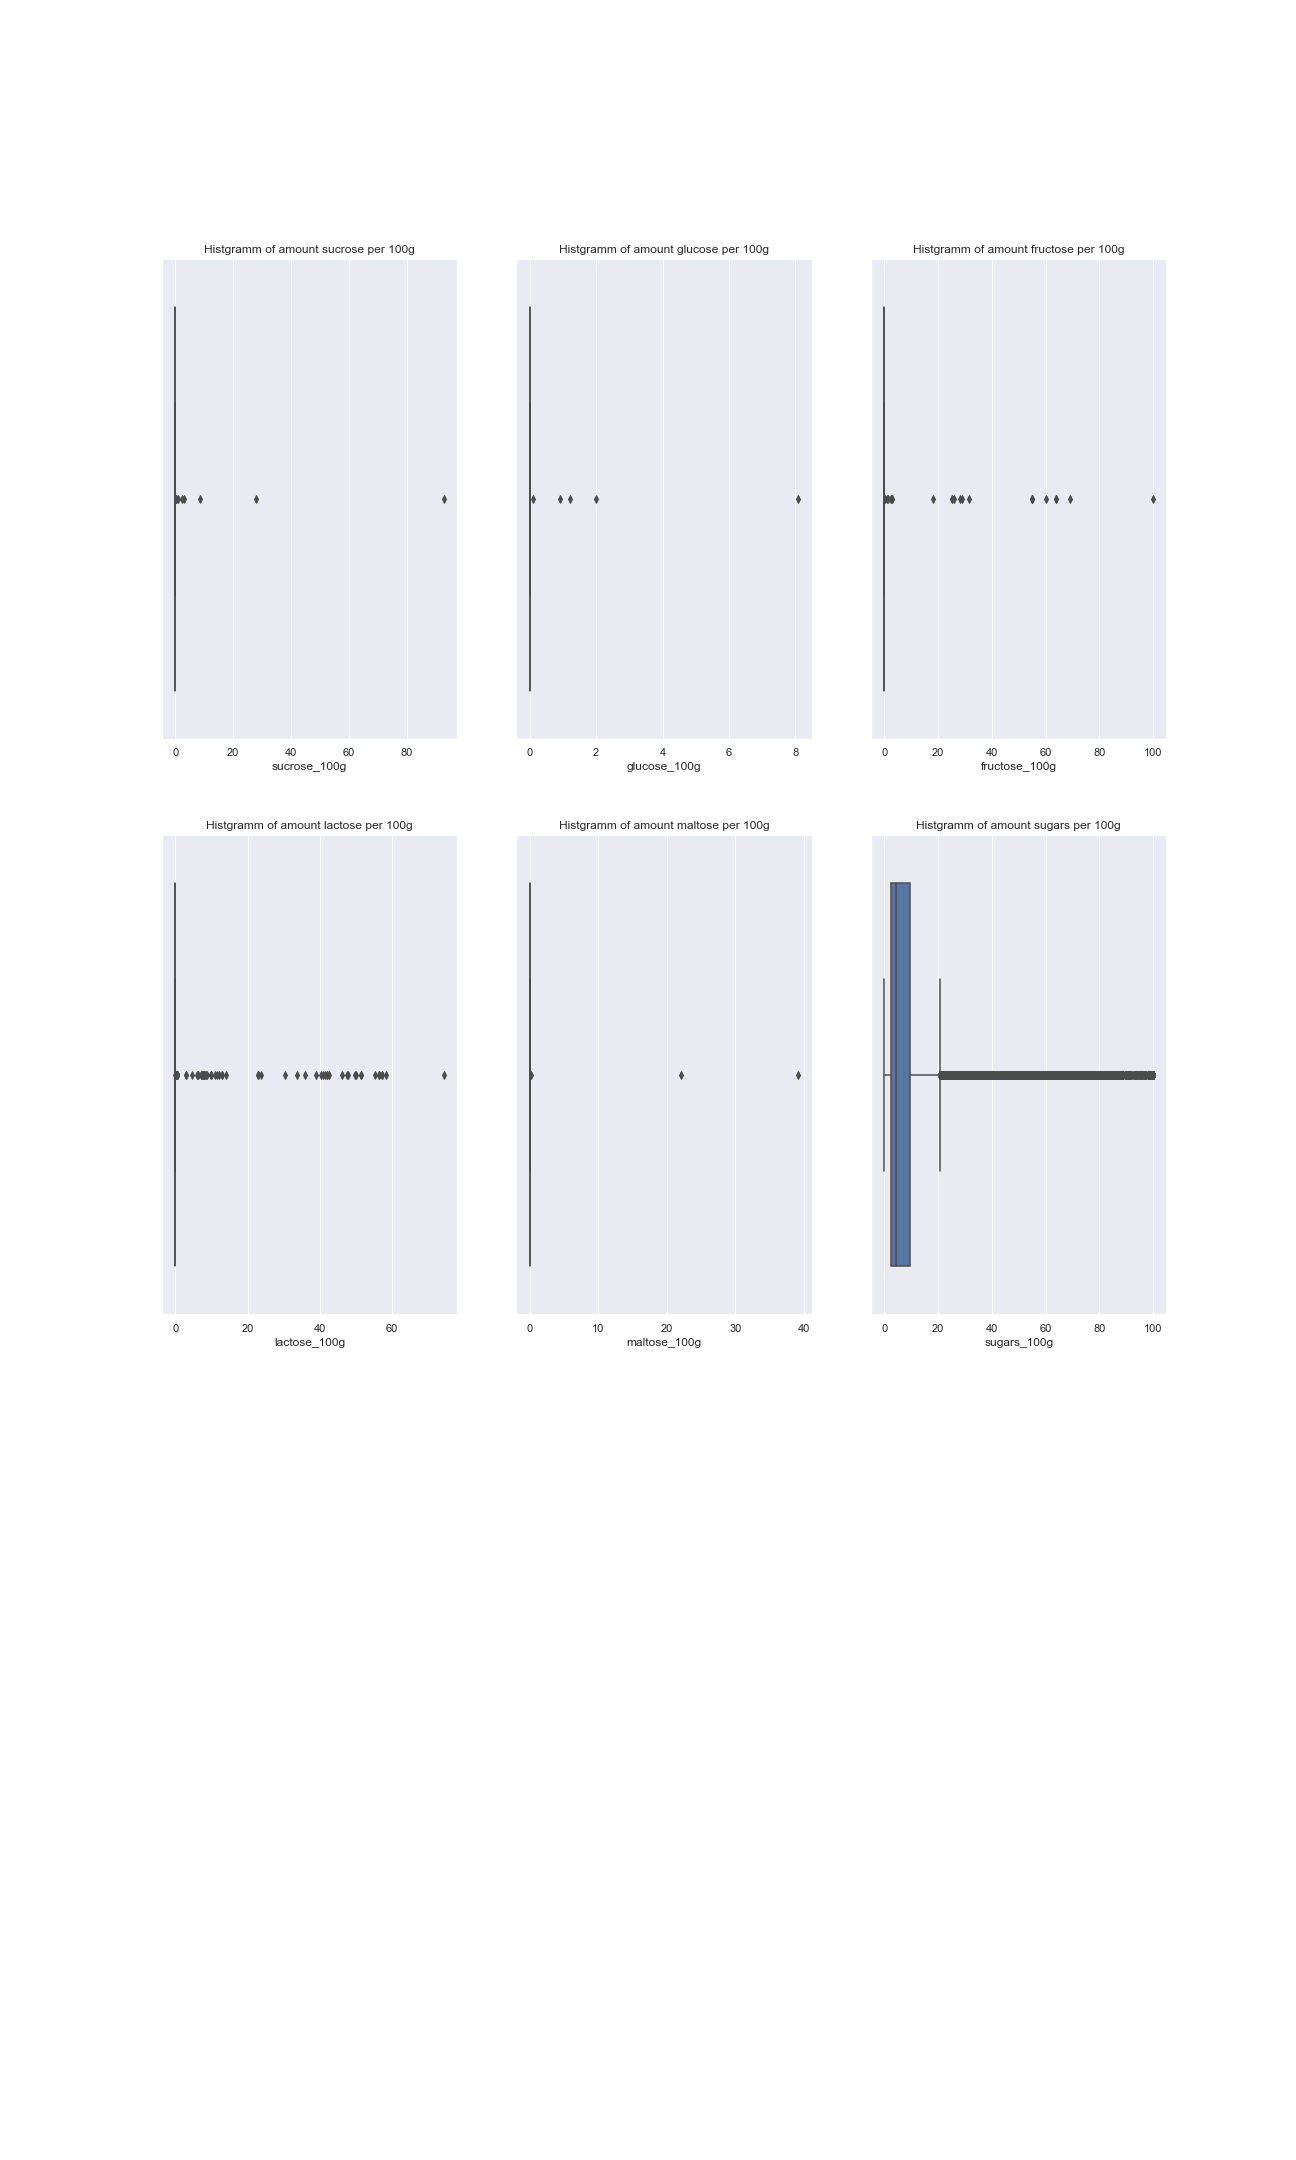 Histgramm of amount sucrose per 100g
0 20 40 60 80
sucrose_100g
Histgramm of amount glucose per 100g
0 2 4 6 8
glucose_100g
Histgramm of amount fructose per 100g
0 20 40 60 80 100
fructose_100g
Histgramm of amount lactose per 100g
0 20 40 60
lactose_100g
Histgramm of amount maltose per 100g
0 10 20 30 40
maltose_100g
Histgramm of amount sugars per 100g
0 20 40 60 80 100
sugars_100g